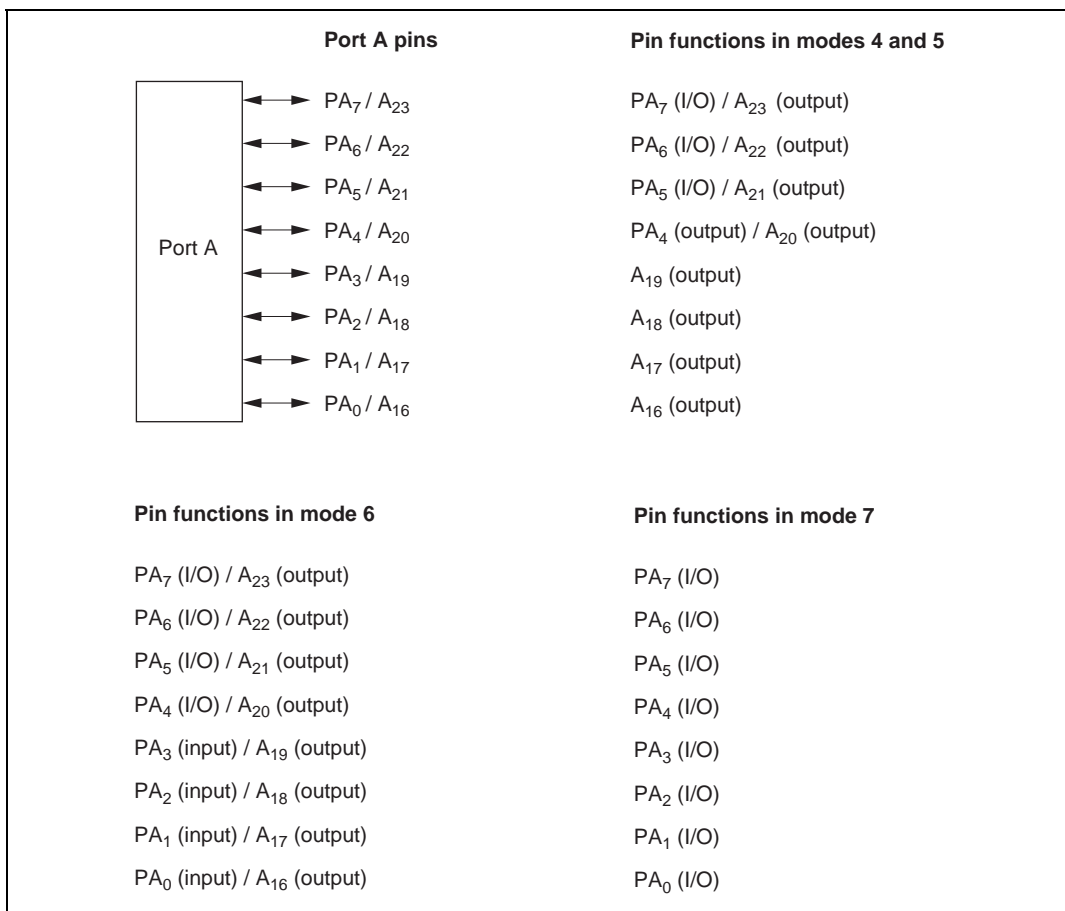 Port A pins Pin functions in modes 4 and 5
PA7 / A23 PA7 (I/O) / A23 (output)
PA6 / A22 PA6 (I/O) / A22 (output)
PA5 / A21 PA5 (I/O) / A21 (output)
PA4 / A20 PA4 (output) / A20 (output)
Port A
PA3 / A19 A19 (output)
PA2 / A18 A18 (output)
PA1 / A17 A17 (output)
PA0 / A16 A16 (output)
Pin functions in mode 6 Pin functions in mode 7
PA7 (I/O) / A23 (output) PA7 (I/O)
PA6 (I/O) / A22 (output) PA6 (I/O)
PA5 (I/O) / A21 (output) PA5 (I/O)
PA4 (I/O) / A20 (output) PA4 (I/O)
PA3 (input) / A19 (output) PA3 (I/O)
PA2 (input) / A18 (output) PA2 (I/O)
PA1 (input) / A17 (output) PA1 (I/O)
PA0 (input) / A16 (output) PA0 (I/O)